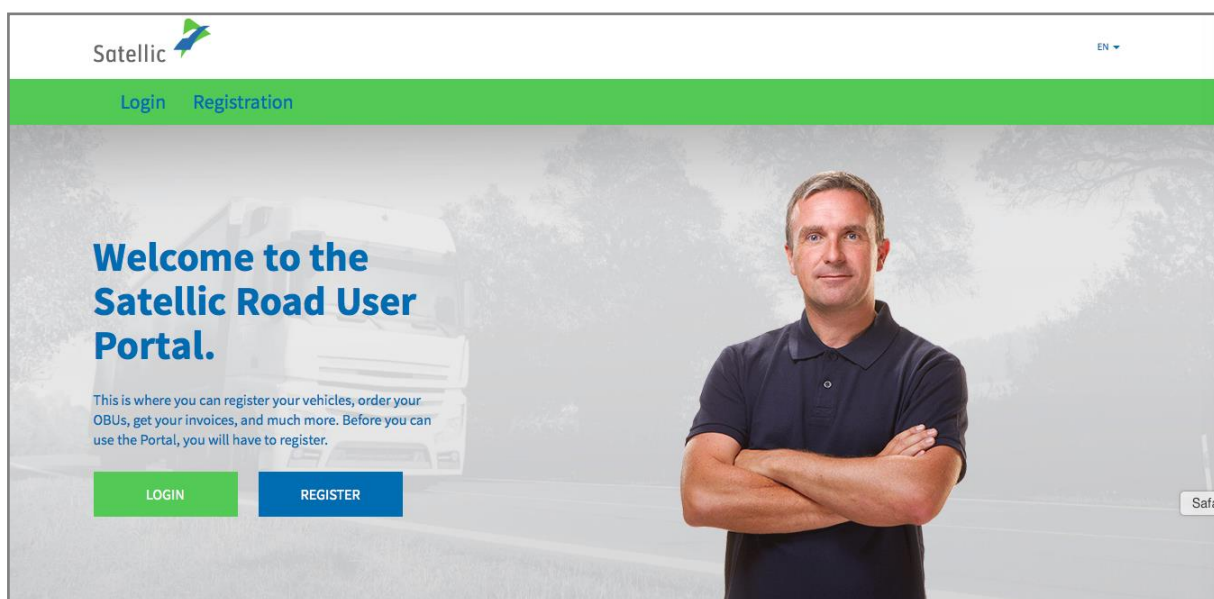 Satellic
EN
Login Registration
Welcome to the
Satellic Road User
Portal.
This is where you can register your vehicles, order your
OBUs, get your invoices, and much more. Before you can
use the Portal, you will have to register.
LOGIN REGISTER